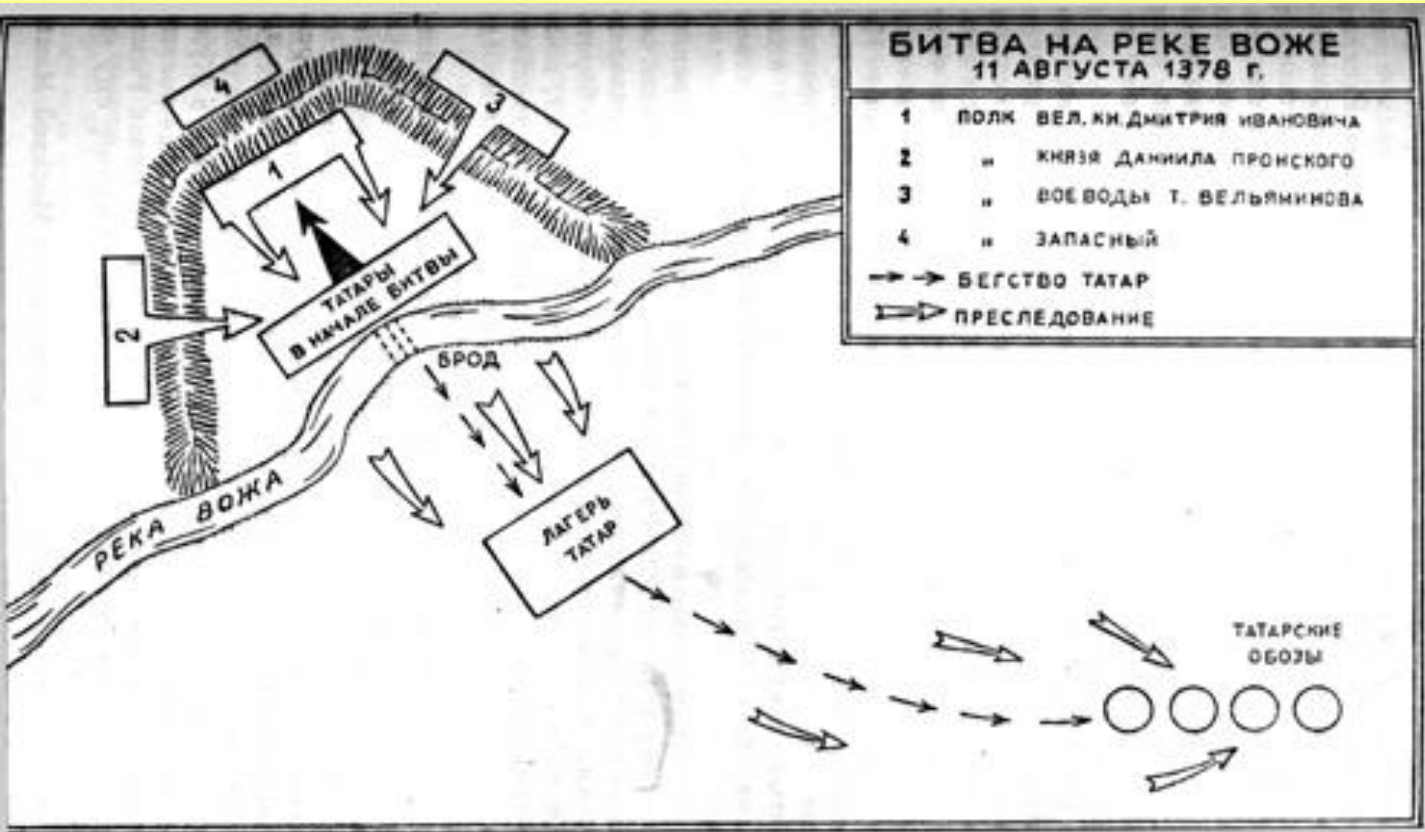 БИТВА НА РЕКЕ ВОЖЕ
11 АВГУСТА 1378 г.
1 ПОЛК ВЕЛ. КН. ДМИТРИЯ ИВАНОВИЧА
2 „ КНЯЗЯ ДАНИИЛА ПРОНСКОГО
3 „ ВОЕВОДЫ Т. ВЕЛЬЯМИНОВА
4 „ ЗАПАСНЫЙ
БЕГСТВО ТАТАР
ПРЕСЛЕДОВАНИЕ
4
3
1
2
ТАТАРЫ
В НАЧАЛЕ БИТВЫ
БРОД
РЕКА ВОЖА
ЛАГЕРЬ
ТАТАР
ТАТАРСКИЕ
ОБОЗЫ